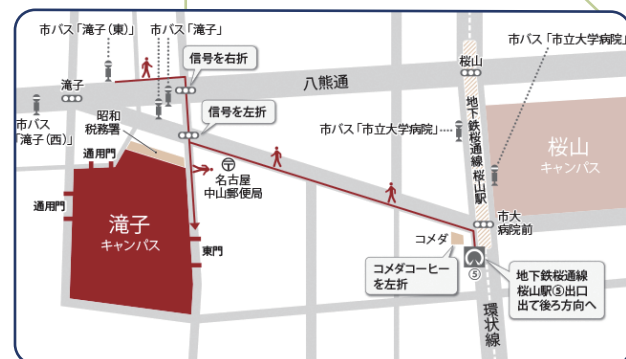 市バス「滝子（東）」
市バス「滝子」
信号を右折
滝子
八熊通
桜山
市バス「市立大学病院」
市バス
「滝子（西）」
昭和
税務署
信号を左折
市バス「市立大学病院」
地下鉄桜通線 桜山駅
桜山
キャンパス
通用門
〒
名古屋
中山郵便局
通用門
滝子
キャンパス
東門
コメダ
市大
病院前
コメダコーヒー
を左折
⑤
地下鉄桜通線
桜山駅⑤出口
出て後ろ方向へ
環状線